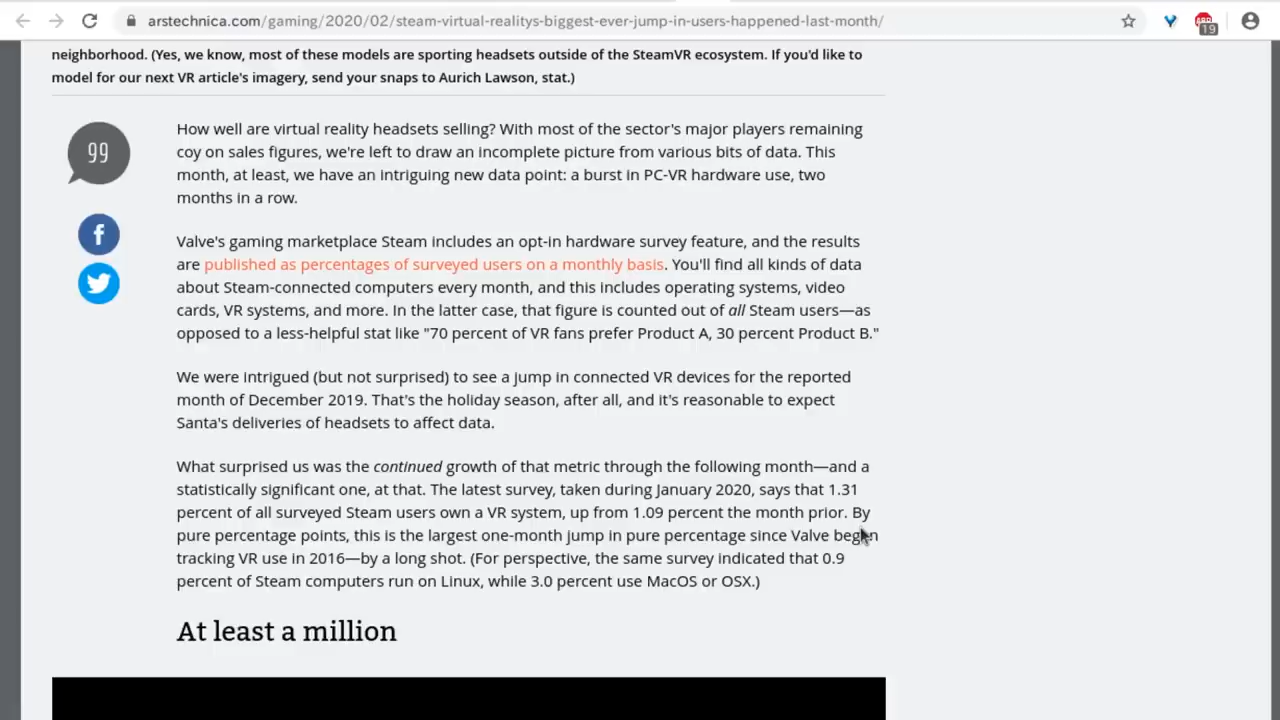 arstechnica.com/gaming/2020/02/steam-virtual-realitys-biggest-ever-jump-in-users-happened-last-month/
19
neighborhood. (Yes, we know, most of these models are sporting headsets outside of the SteamVR ecosystem. If you'd like to
model for our next VR article's imagery, send your snaps to Aurich Lawson, stat.)
99
How well are virtual reality headsets selling? With most of the sector's major players remaining
coy on sales figures, we're left to draw an incomplete picture from various bits of data. This
month, at least, we have an intriguing new data point: a burst in PC-VR hardware use, two
months in a row.
Valve's gaming marketplace Steam includes an opt-in hardware survey feature, and the results
are published as percentages of surveyed users on a monthly basis. You'll find all kinds of data
about Steam-connected computers every month, and this includes operating systems, video
cards, VR systems, and more. In the latter case, that figure is counted out of all Steam users—as
opposed to a less-helpful stat like "70 percent of VR fans prefer Product A, 30 percent Product B."
We were intrigued (but not surprised) to see a jump in connected VR devices for the reported
month of December 2019. That's the holiday season, after all, and it's reasonable to expect
Santa's deliveries of headsets to affect data.
What surprised us was the continued growth of that metric through the following month—and a
statistically significant one, at that. The latest survey, taken during January 2020, says that 1.31
percent of all surveyed Steam users own a VR system, up from 1.09 percent the month prior. By
pure percentage points, this is the largest one-month jump in pure percentage since Valve began
tracking VR use in 2016—by a long shot. (For perspective, the same survey indicated that 0.9
percent of Steam computers run on Linux, while 3.0 percent use MacOS or OSX.)
At least a million